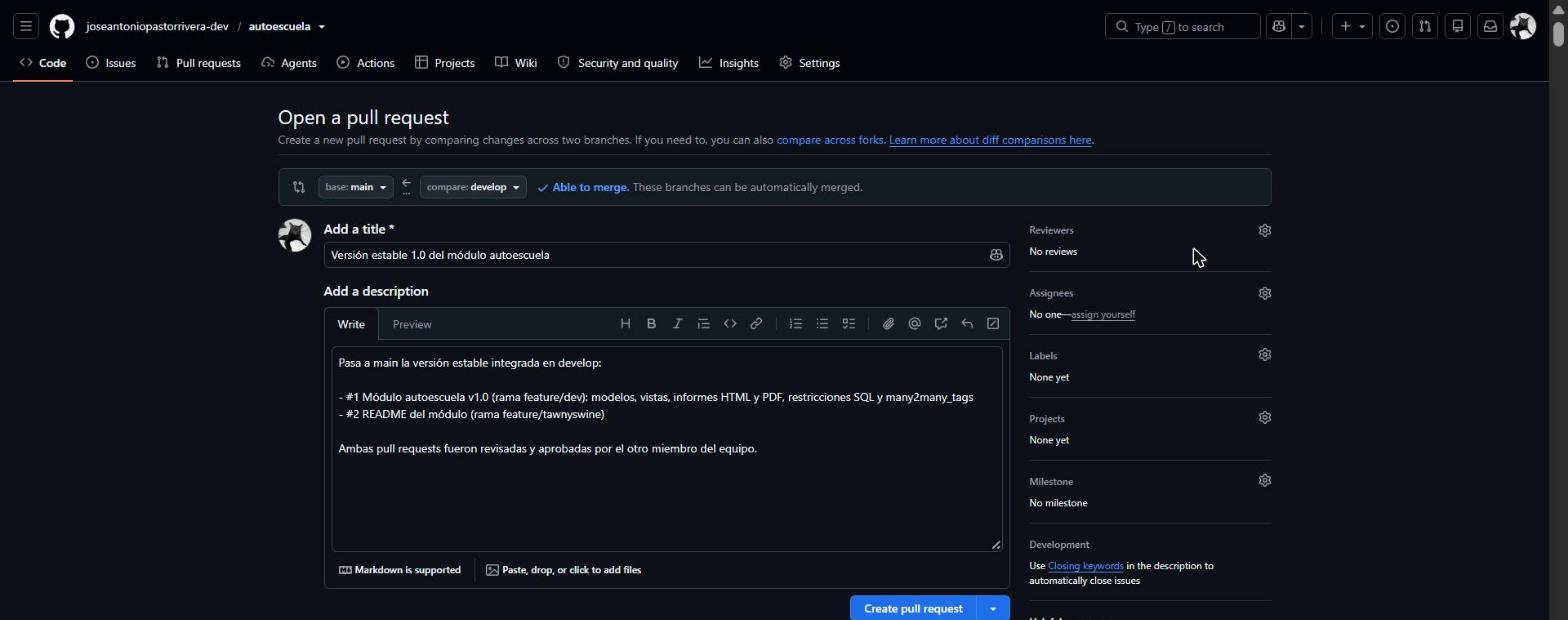 joseantoniopastorrivera-dev / autoescuela
Type / to search
Code Issues Pull requests Agents Actions Projects Wiki Security and quality Insights Settings
Open a pull request
Create a new pull request by comparing changes across two branches. If you need to, you can also compare across forks. Learn more about diff comparisons here.
base: main compare: develop Able to merge. These branches can be automatically merged.
Add a title *
Versión estable 1.0 del módulo autoescuela
Add a description
Write Preview
Pasa a main la versión estable integrada en develop:
- #1 Módulo autoescuela v1.0 (rama feature/dev): modelos, vistas, informes HTML y PDF, restricciones SQL y many2many_tags
- #2 README del módulo (rama feature/tawnyswine)
Ambas pull requests fueron revisadas y aprobadas por el otro miembro del equipo.
Markdown is supported Paste, drop, or click to add files
Create pull request
Reviewers
No reviews
Assignees
No one—assign yourself
Labels
None yet
Projects
None yet
Milestone
No milestone
Development
Use Closing keywords in the description to
automatically close issues